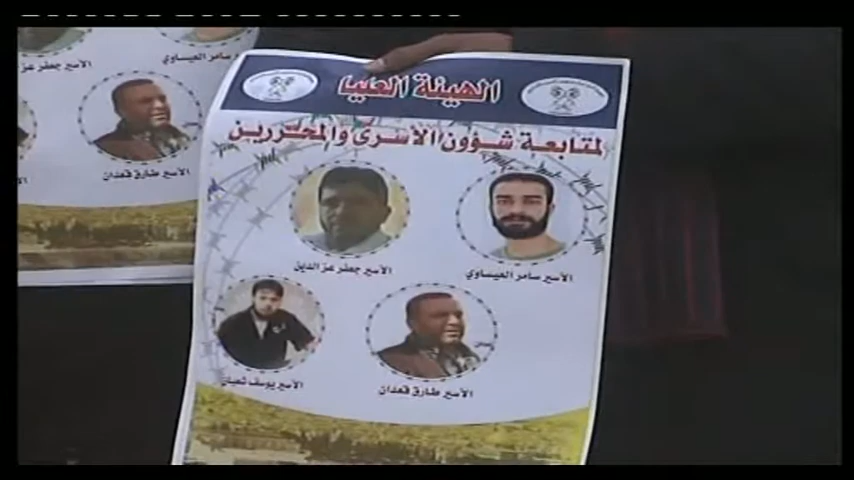 الهيئة العليا
لمتابعة شؤون الأسرى والمحررين
الأسير جعفر عز الدين
الأسير سامر العيساوي
الأسير يوسف شعبان
الأسير طارق قعدان
الأسير جعفر عز
سامر العيساوي
الأسير طارق قعدان